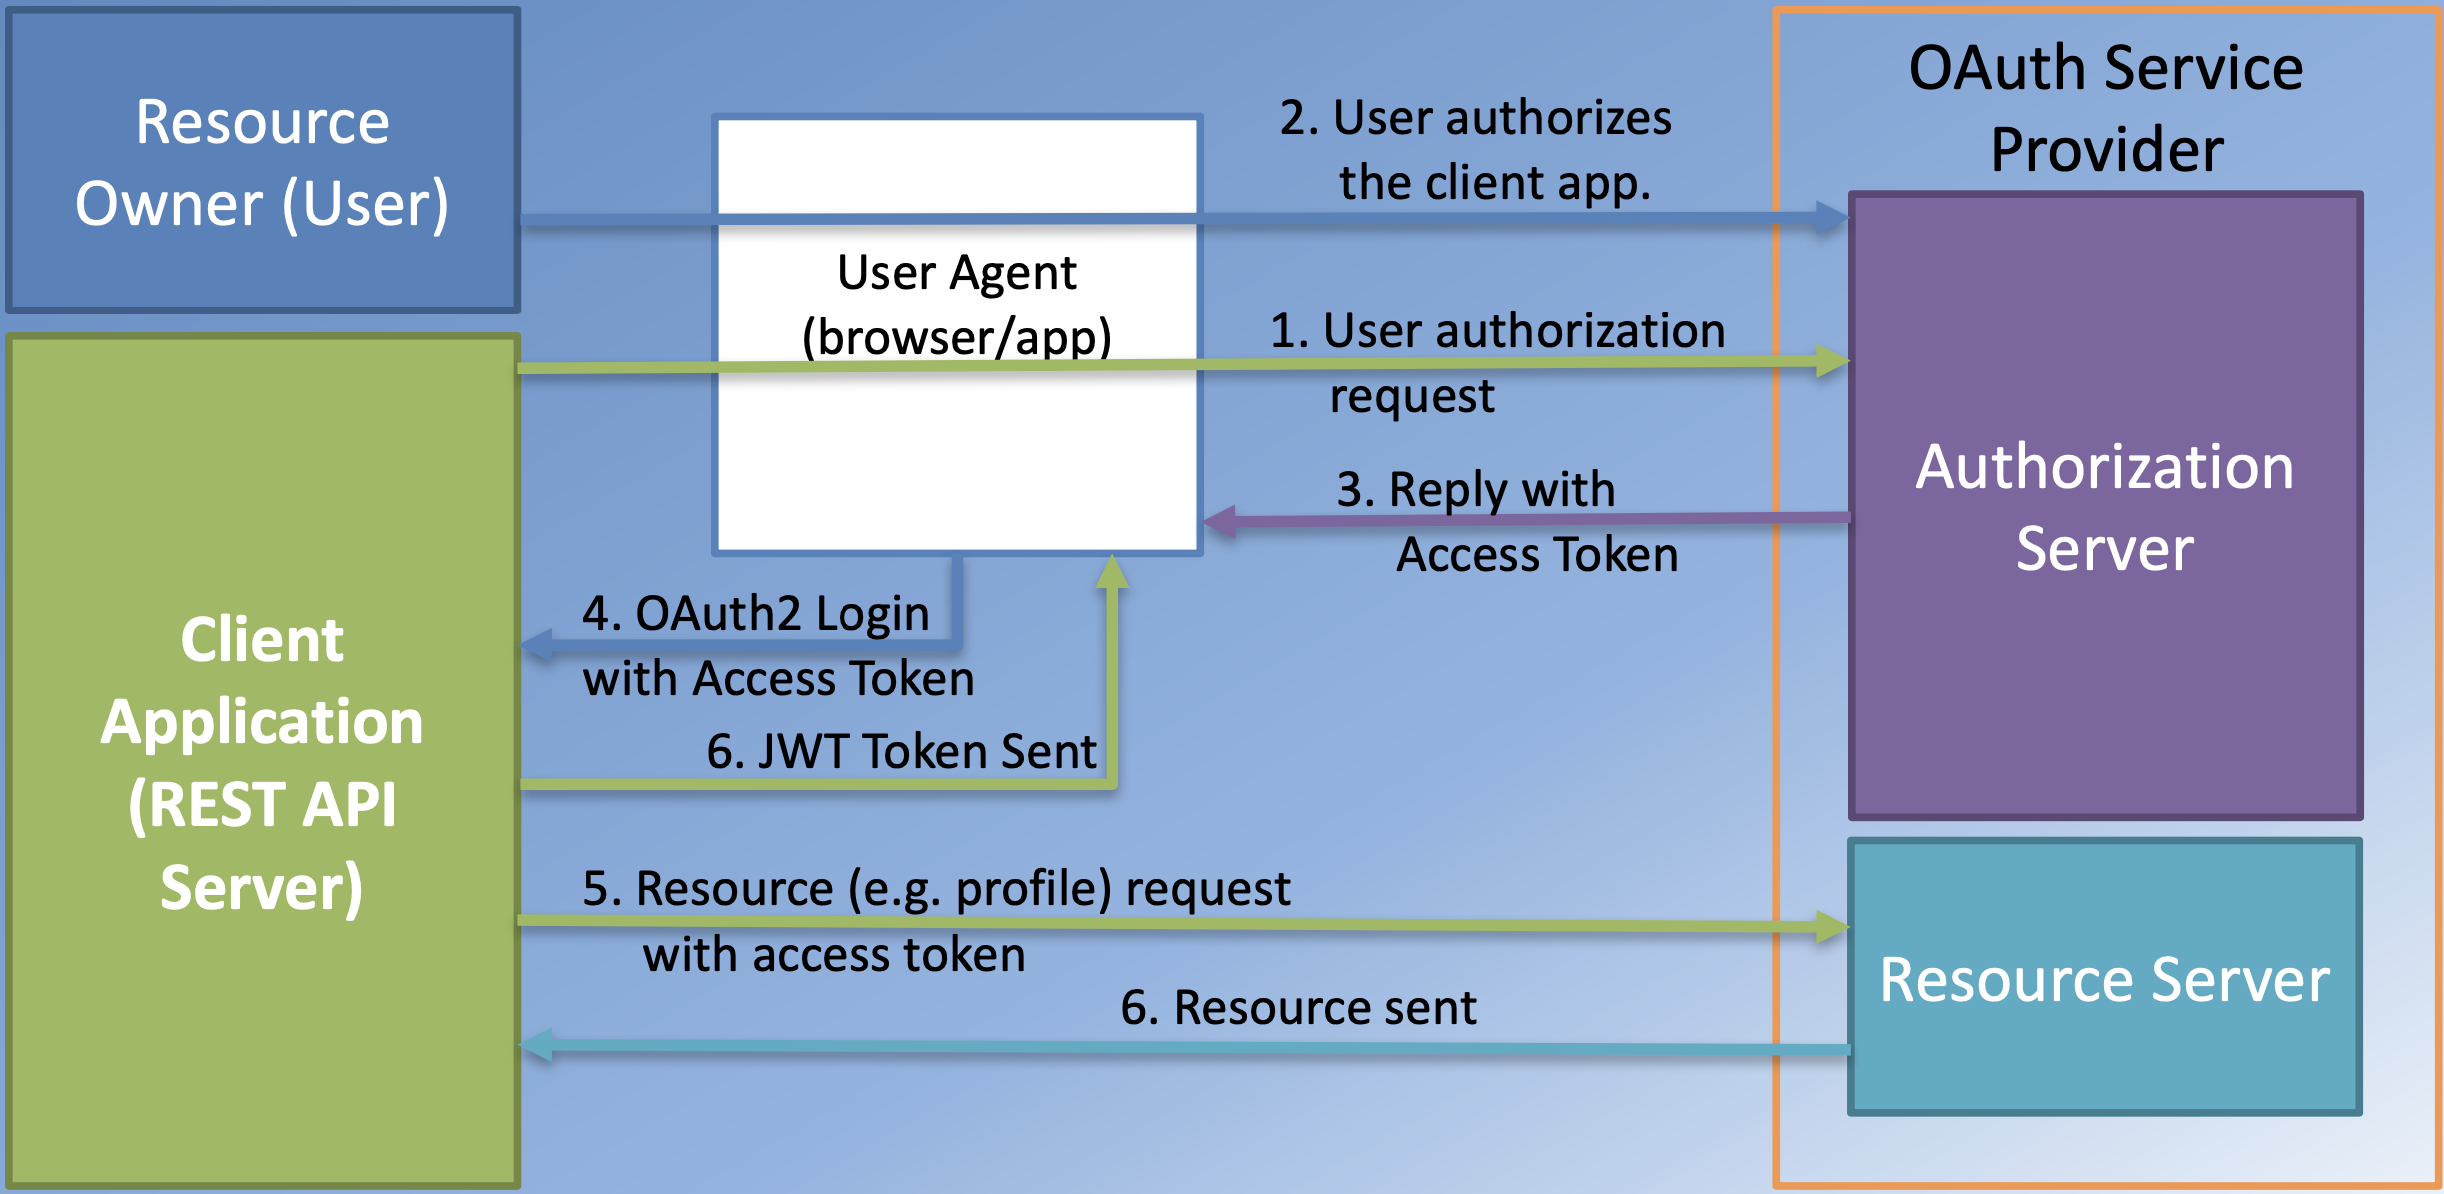 Resource
Owner (User)
OAuth Service
Provider
2. User authorizes
the client app.
User Agent
(browser/app)
1. User authorization
request
Authorization
Server
3. Reply with
Access Token
Client
Application
(REST API
Server)
4. OAuth2 Login
with Access Token
6. JWT Token Sent
5. Resource (e.g. profile) request
with access token
6. Resource sent
Resource Server